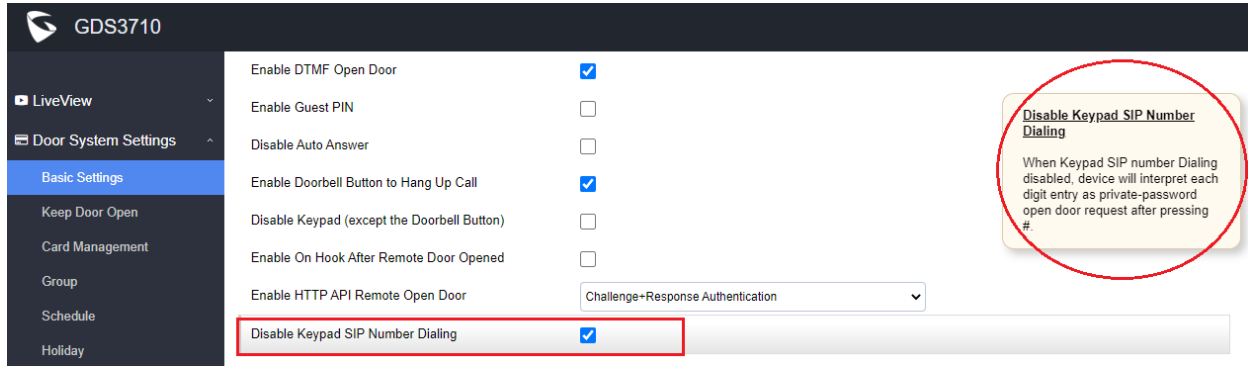 GDS3710
LiveView
Door System Settings
Basic Settings
Keep Door Open
Card Management
Group
Schedule
Holiday
Enable DTMF Open Door
Enable Guest PIN
Disable Auto Answer
Enable Doorbell Button to Hang Up Call
Disable Keypad (except the Doorbell Button)
Enable On Hook After Remote Door Opened
Enable HTTP API Remote Open Door
Challenge+Response Authentication
Disable Keypad SIP Number Dialing
Disable Keypad SIP Number
Dialing
When Keypad SIP number Dialing
disabled, device will interpret each
digit entry as private-password
open door request after pressing
#.